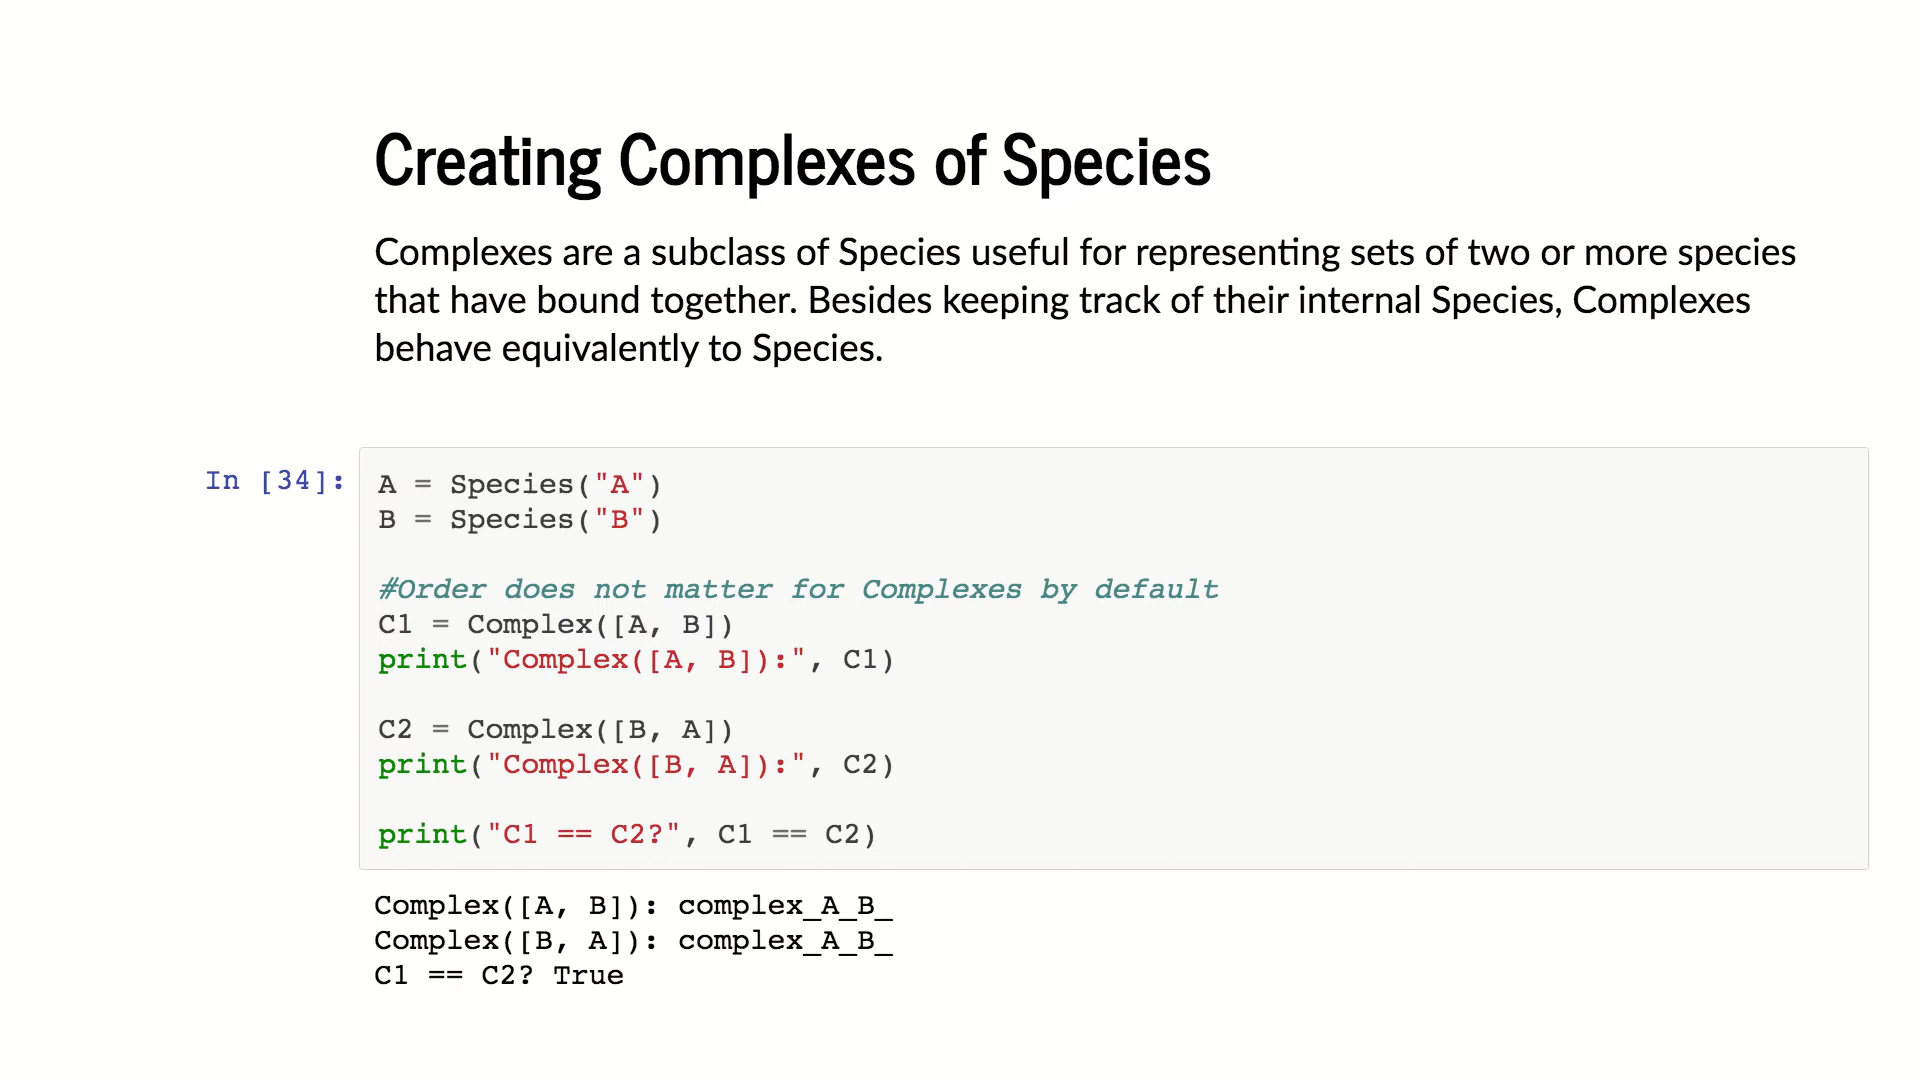 Creating Complexes of Species
Complexes are a subclass of Species useful for representing sets of two or more species
that have bound together. Besides keeping track of their internal Species, Complexes
behave equivalently to Species.
In [34]:
A = Species("A")
B = Species("B")
#Order does not matter for Complexes by default
C1 = Complex([A, B])
print("Complex([A, B]):", C1)
C2 = Complex([B, A])
print("Complex([B, A]):", C2)
print("C1 == C2?", C1 == C2)
Complex([A, B]): complex_A_B_
Complex([B, A]): complex_A_B_
C1 == C2? True